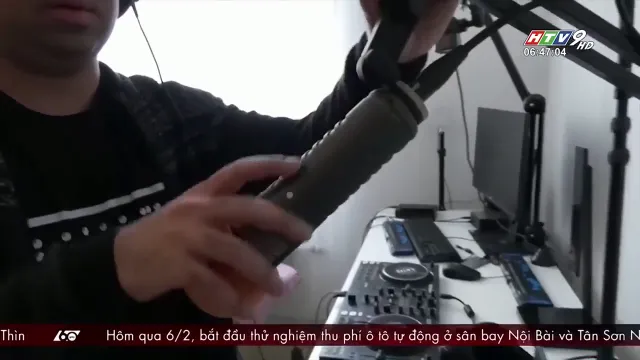 HTV9 HD
06:47:04
Thìn 60 Hôm qua 6/2, bắt đầu thử nghiệm thu phí ô tô tự động ở sân bay Nội Bài và Tân Sơn N